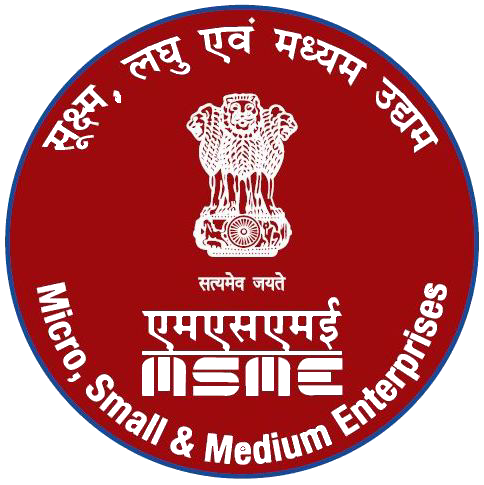 सूक्ष्म, लघु एवं मध्यम उद्यम
सत्यमेव जयते
एमएसएमई
MSME
Micro, Small & Medium Enterprises